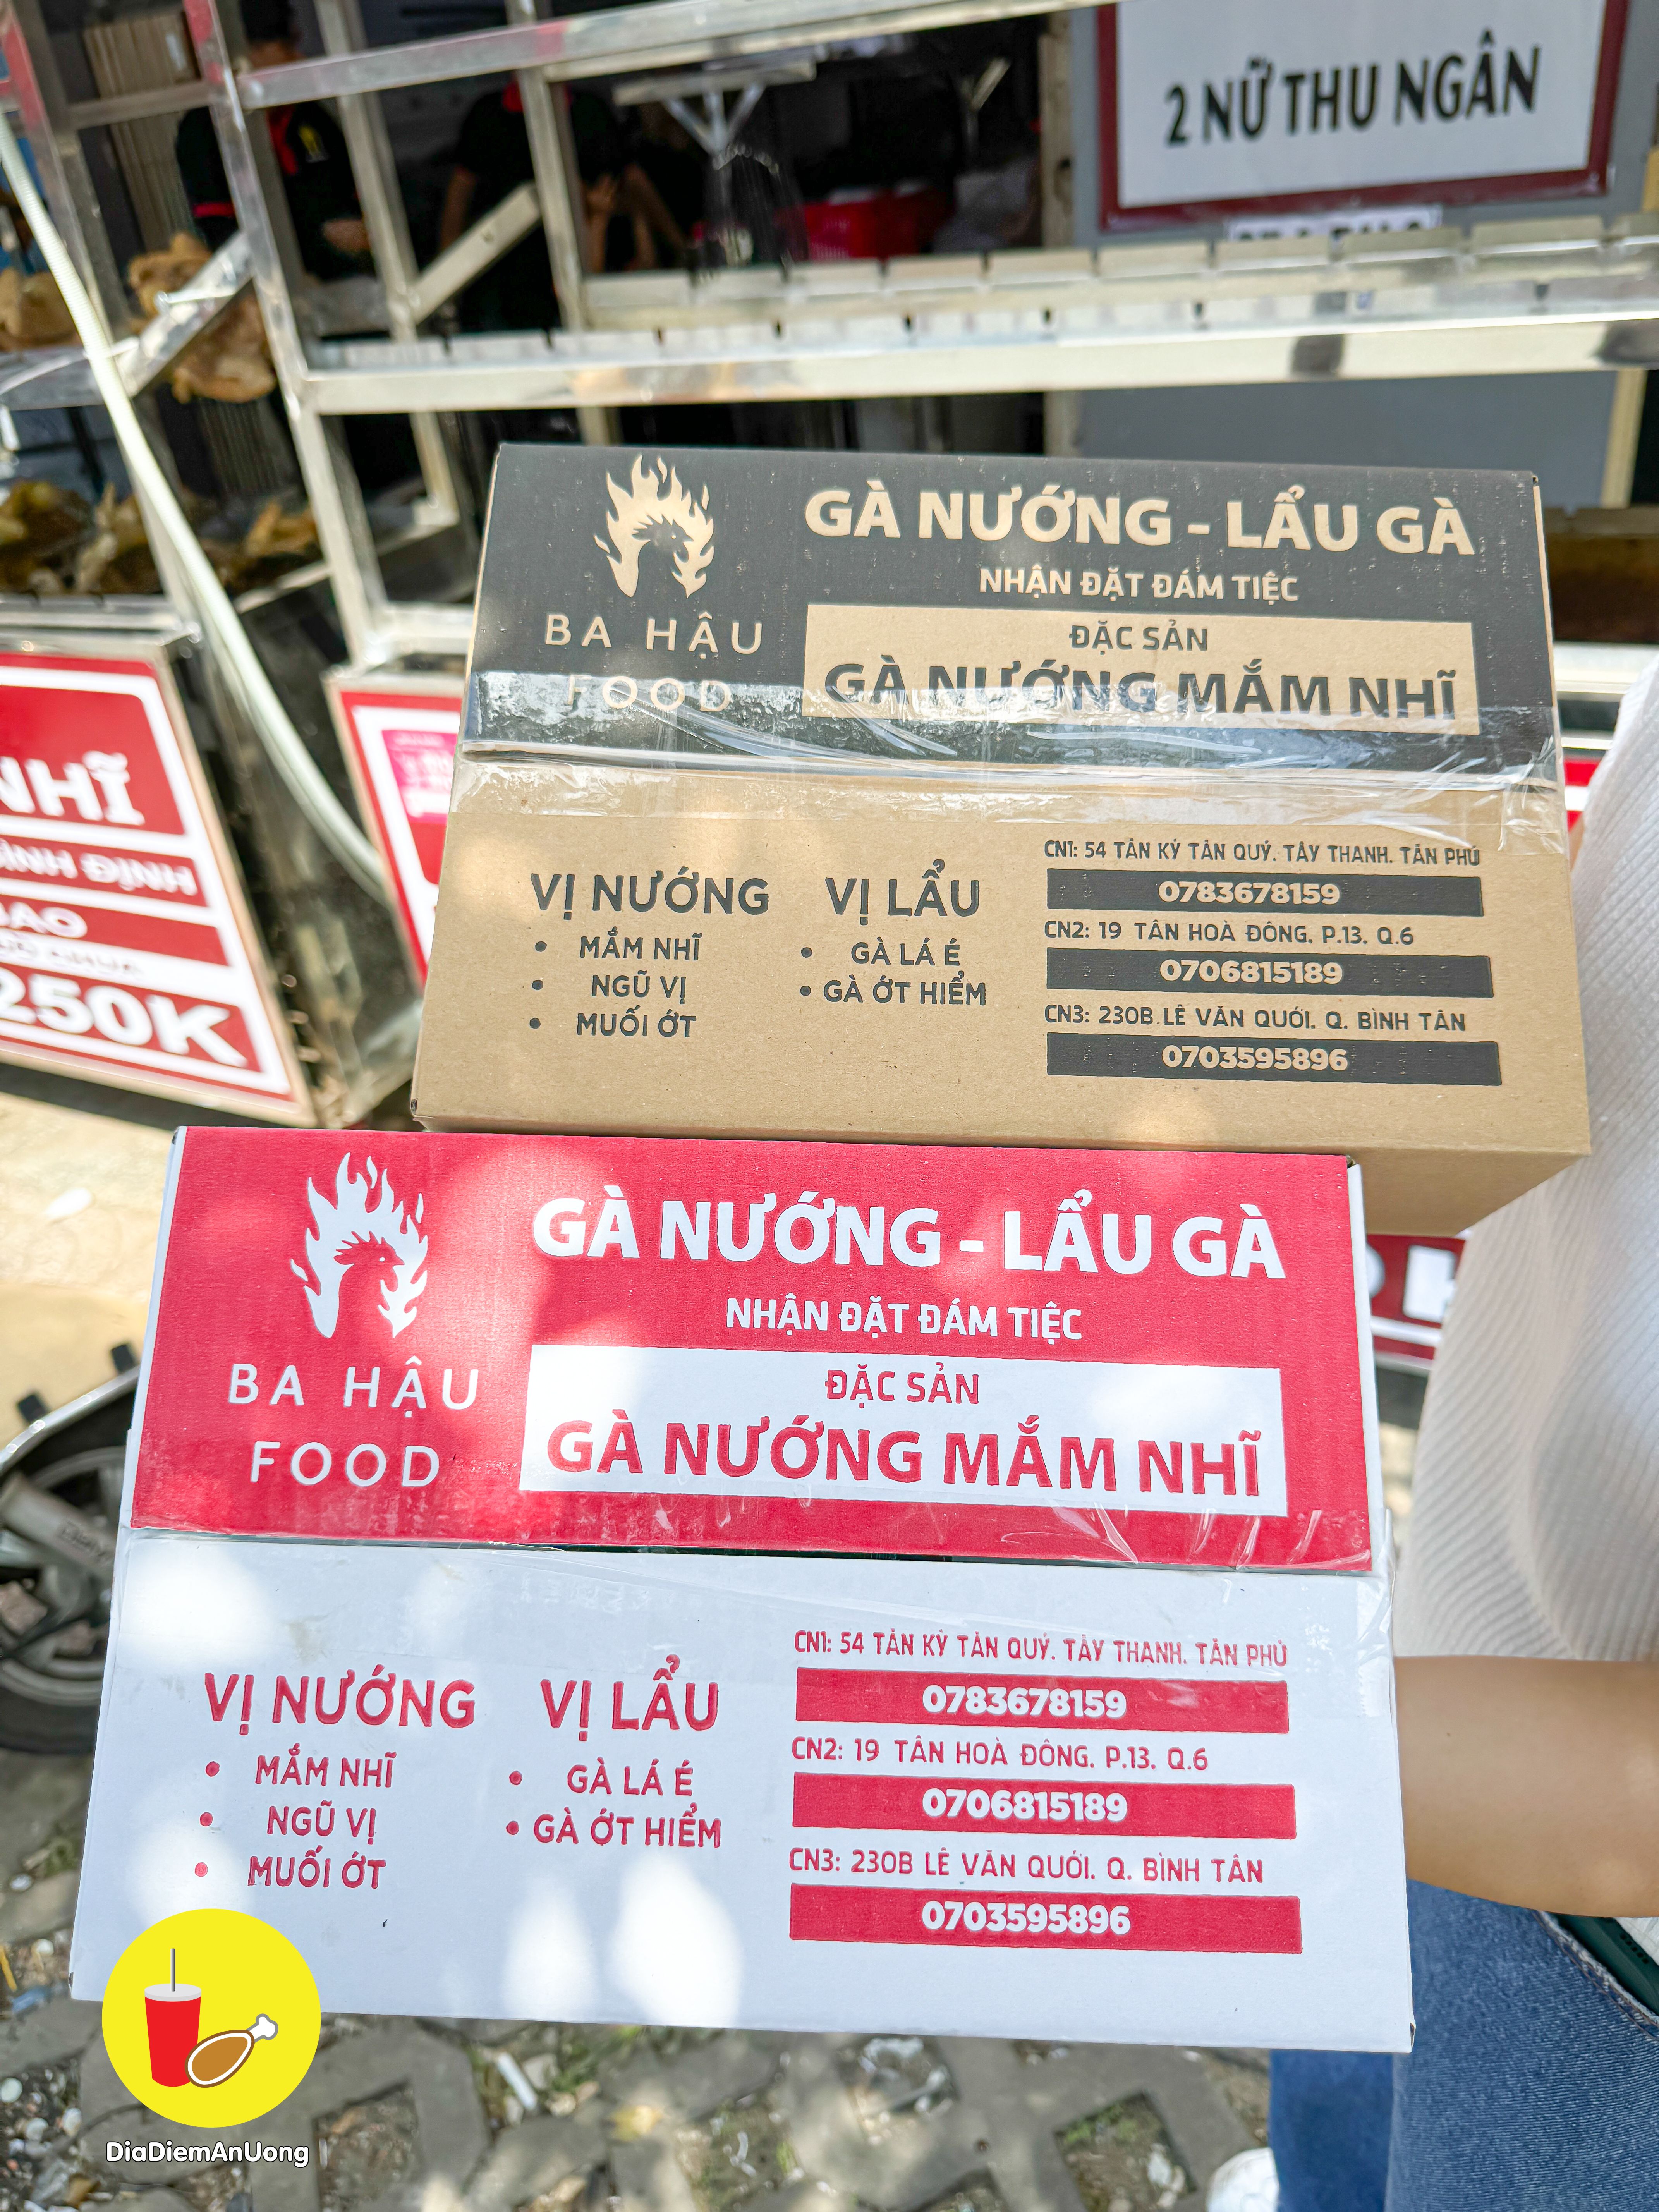 2 NỮ THU NGÂN
NHĨ
250K
BA HẬU
FOOD
GÀ NƯỚNG - LẨU GÀ
NHẬN ĐẶT ĐÁM TIỆC
ĐẶC SẢN
GÀ NƯỚNG MẮM NHĨ
VỊ NƯỚNG
• MẮM NHĨ
• NGŨ VỊ
• MUỐI ỚT
VỊ LẨU
• GÀ LÁ É
• GÀ ỚT HIỂM
CN1: 54 TÂN KỲ TÂN QUÝ. TÂY THẠNH. TÂN PHÚ
0783678159
CN2: 19 TÂN HOÀ ĐÔNG. P.13. Q.6
0706815189
CN3: 230B LÊ VĂN QUỚI. Q. BÌNH TÂN
0703595896
BA HẬU
FOOD
GÀ NƯỚNG - LẨU GÀ
NHẬN ĐẶT ĐÁM TIỆC
ĐẶC SẢN
GÀ NƯỚNG MẮM NHĨ
VỊ NƯỚNG
• MẮM NHĨ
• NGŨ VỊ
• MUỐI ỚT
VỊ LẨU
• GÀ LÁ É
• GÀ ỚT HIỂM
CN1: 54 TÂN KỲ TÂN QUÝ. TÂY THẠNH. TÂN PHÚ
0783678159
CN2: 19 TÂN HOÀ ĐÔNG. P.13. Q.6
0706815189
CN3: 230B LÊ VĂN QUỚI. Q. BÌNH TÂN
0703595896
DiaDiemAnUong